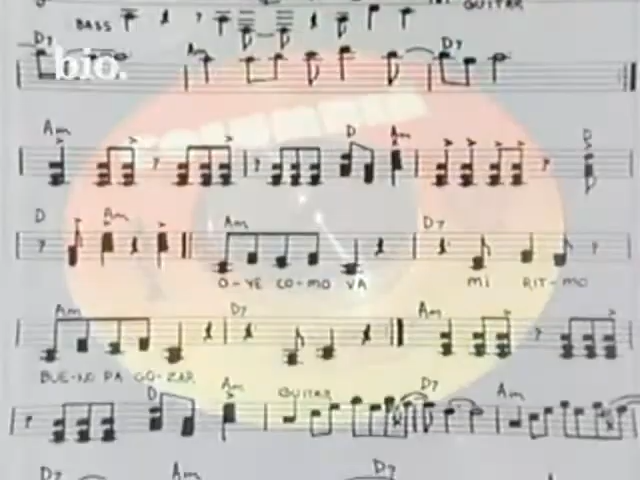 GUITAR
BASS
D7 Am D7
bio.
Am D Am D
D Am Am D7
O-YE CO-MO VA MI RIT-MO
Am D7 Am
BUE-NO PA GO-ZAR
D Am GUITAR D7 Am
D7 Am D7